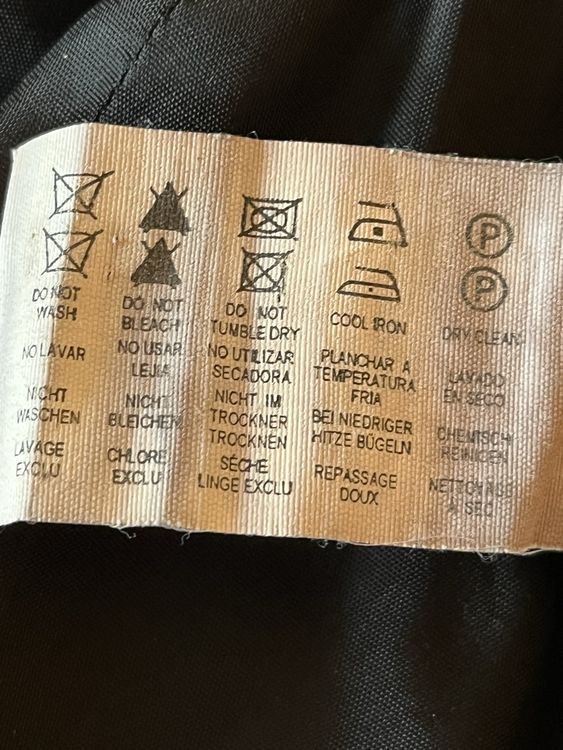 P
P
DO NOT
WASH
NO LAVAR
NICHT
WASCHEN
LAVAGE
EXCLU
DO NOT
BLEACH
NO USAR
LEJIA
NICHT
BLEICHEN
CHLORE
EXCLU
DO NOT
TUMBLE DRY
NO UTILIZAR
SECADORA
NICHT IM
TROCKNER
TROCKNEN
SÉCHE
LINGE EXCLU
COOL IRON
PLANCHAR A
TEMPERATURA
FRIA
BEI NIEDRIGER
HITZE BÜGELN
REPASSAGE
DOUX
DRY CLEAN
LAVADO
EN SECO
CHEMISCH
REINIGEN
NETTOYAGE
A SEC